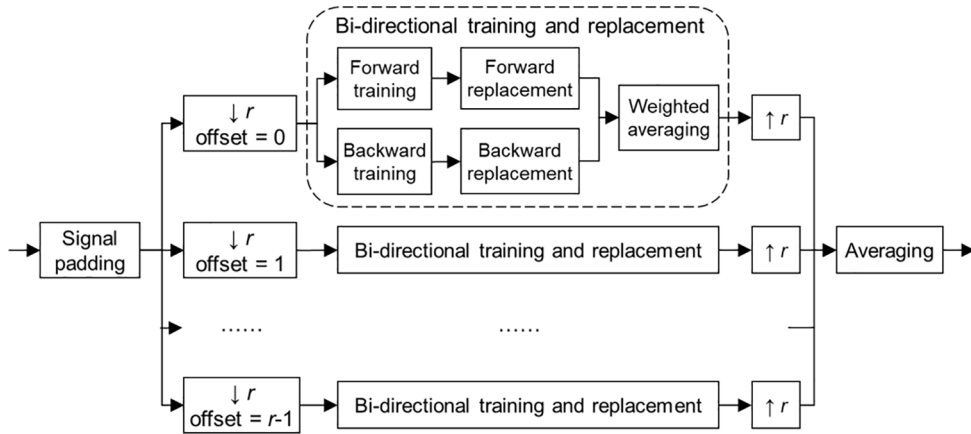 Bi-directional training and replacement
Forward
training
Forward
replacement
Weighted
averaging
↓ r
offset = 0
↑ r
Backward
training
Backward
replacement
Signal
padding
↓ r
offset = 1
Bi-directional training and replacement
↑ r
Averaging
......
......
↓ r
offset = r-1
Bi-directional training and replacement
↑ r